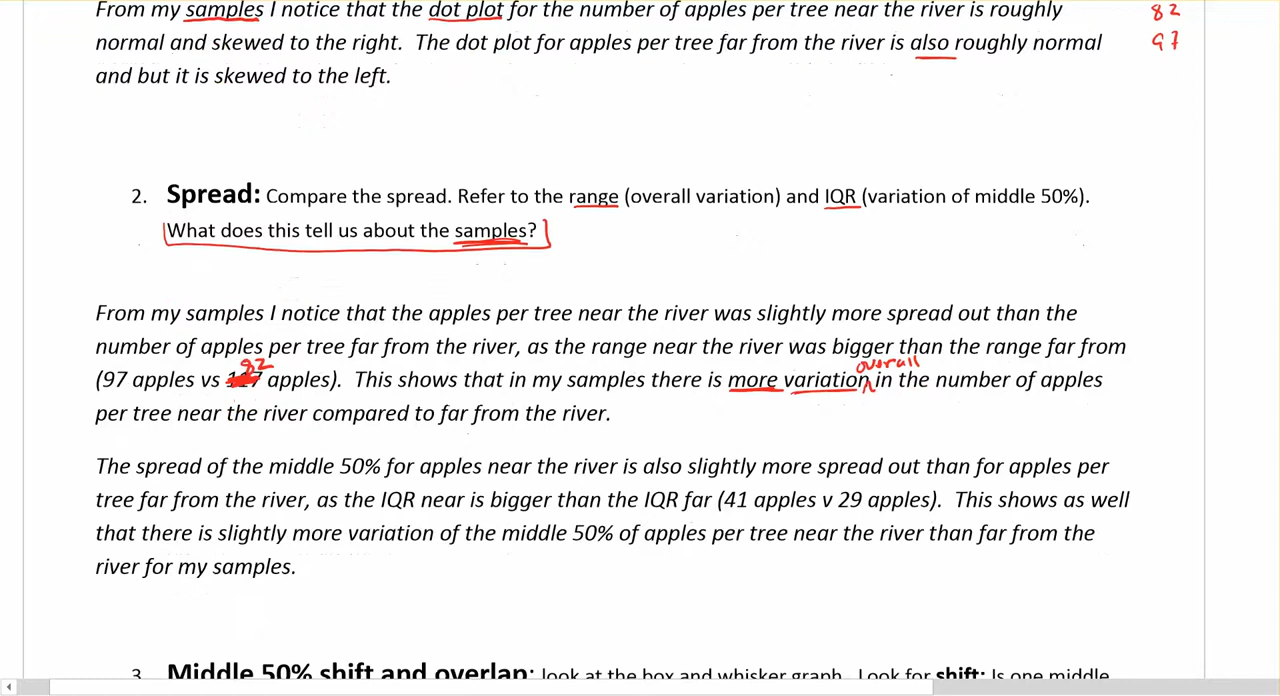 From my samples I notice that the dot plot for the number of apples per tree near the river is roughly 82
normal and skewed to the right. The dot plot for apples per tree far from the river is also roughly normal 97
and but it is skewed to the left.
2. Spread: Compare the spread. Refer to the range (overall variation) and IQR (variation of middle 50%).
What does this tell us about the samples?
From my samples I notice that the apples per tree near the river was slightly more spread out than the
number of apples per tree far from the river, as the range near the river was bigger than the range far from
82 overall
(97 apples vs apples). This shows that in my samples there is more variation in the number of apples
per tree near the river compared to far from the river.
The spread of the middle 50% for apples near the river is also slightly more spread out than for apples per
tree far from the river, as the IQR near is bigger than the IQR far (41 apples v 29 apples). This shows as well
that there is slightly more variation of the middle 50% of apples per tree near the river than far from the
river for my samples.
3. Middle 50% shift and overlap: look at the box and whisker graph. Look for shift: Is one middle